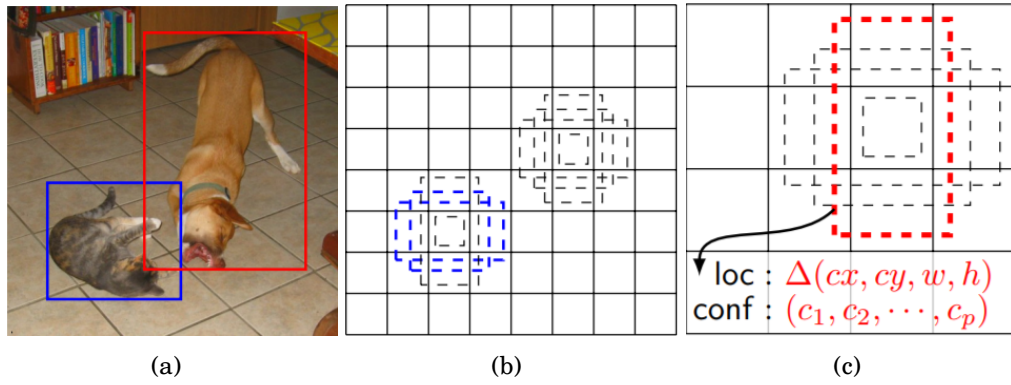 loc : Δ(cx, cy, w, h)
conf : (c₁, c₂, ⋯, cₚ)
(a)
(b)
(c)